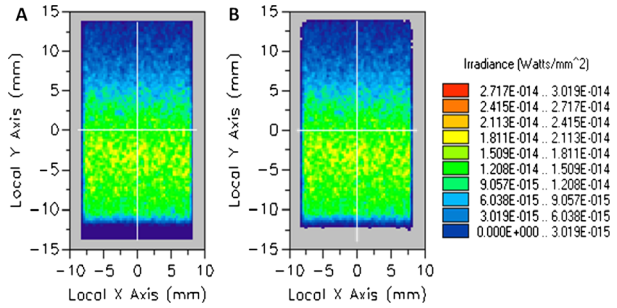 A
B
15
10
5
0
-5
-10
-15
Local Y Axis (mm)
-10 -5 0 5 10
Local X Axis (mm)
15
10
5
0
-5
-10
-15
Local Y Axis (mm)
-10 -5 0 5 10
Local X Axis (mm)
Irradiance (Watts/mm^2)
2.717E-014 .. 3.019E-014
2.415E-014 .. 2.717E-014
2.113E-014 .. 2.415E-014
1.811E-014 .. 2.113E-014
1.509E-014 .. 1.811E-014
1.208E-014 .. 1.509E-014
9.057E-015 .. 1.208E-014
6.038E-015 .. 9.057E-015
3.019E-015 .. 6.038E-015
0.000E+000 .. 3.019E-015